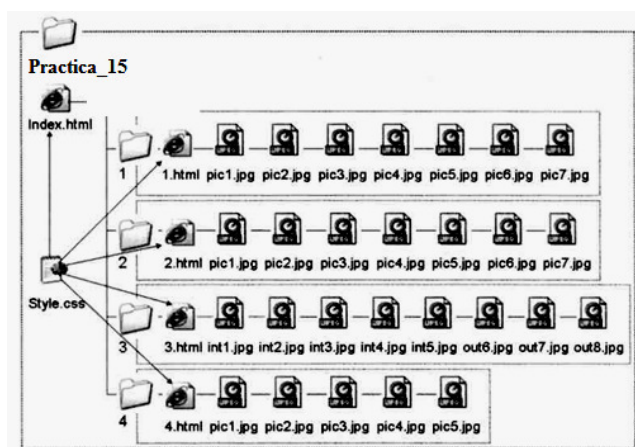 Practica_15
Index.html
1
1.html pic1.jpg pic2.jpg pic3.jpg pic4.jpg pic5.jpg pic6.jpg pic7.jpg
2
2.html pic1.jpg pic2.jpg pic3.jpg pic4.jpg pic5.jpg pic6.jpg pic7.jpg
Style.css
3
3.html int1.jpg int2.jpg int3.jpg int4.jpg int5.jpg out6.jpg out7.jpg out8.jpg
4
4.html pic1.jpg pic2.jpg pic3.jpg pic4.jpg pic5.jpg